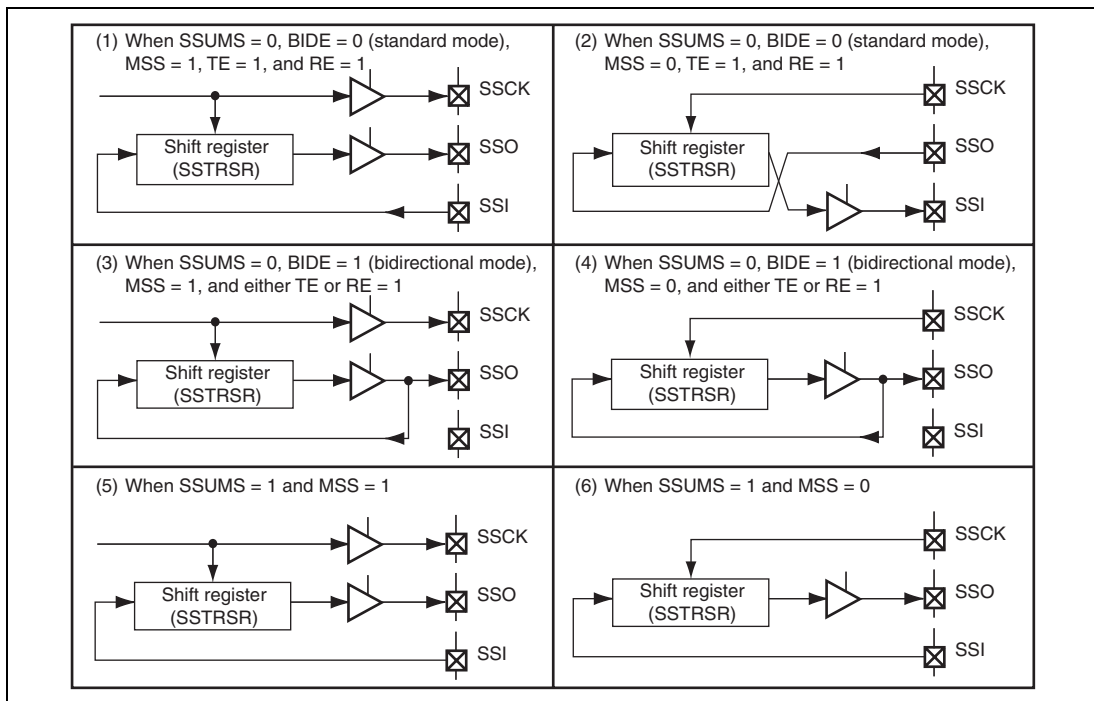 (1) When SSUMS = 0, BIDE = 0 (standard mode),
MSS = 1, TE = 1, and RE = 1
SSCK
Shift register
(SSTRSR)
SSO
SSI
(2) When SSUMS = 0, BIDE = 0 (standard mode),
MSS = 0, TE = 1, and RE = 1
SSCK
Shift register
(SSTRSR)
SSO
SSI
(3) When SSUMS = 0, BIDE = 1 (bidirectional mode),
MSS = 1, and either TE or RE = 1
SSCK
Shift register
(SSTRSR)
SSO
SSI
(4) When SSUMS = 0, BIDE = 1 (bidirectional mode),
MSS = 0, and either TE or RE = 1
SSCK
Shift register
(SSTRSR)
SSO
SSI
(5) When SSUMS = 1 and MSS = 1
SSCK
Shift register
(SSTRSR)
SSO
SSI
(6) When SSUMS = 1 and MSS = 0
SSCK
Shift register
(SSTRSR)
SSO
SSI